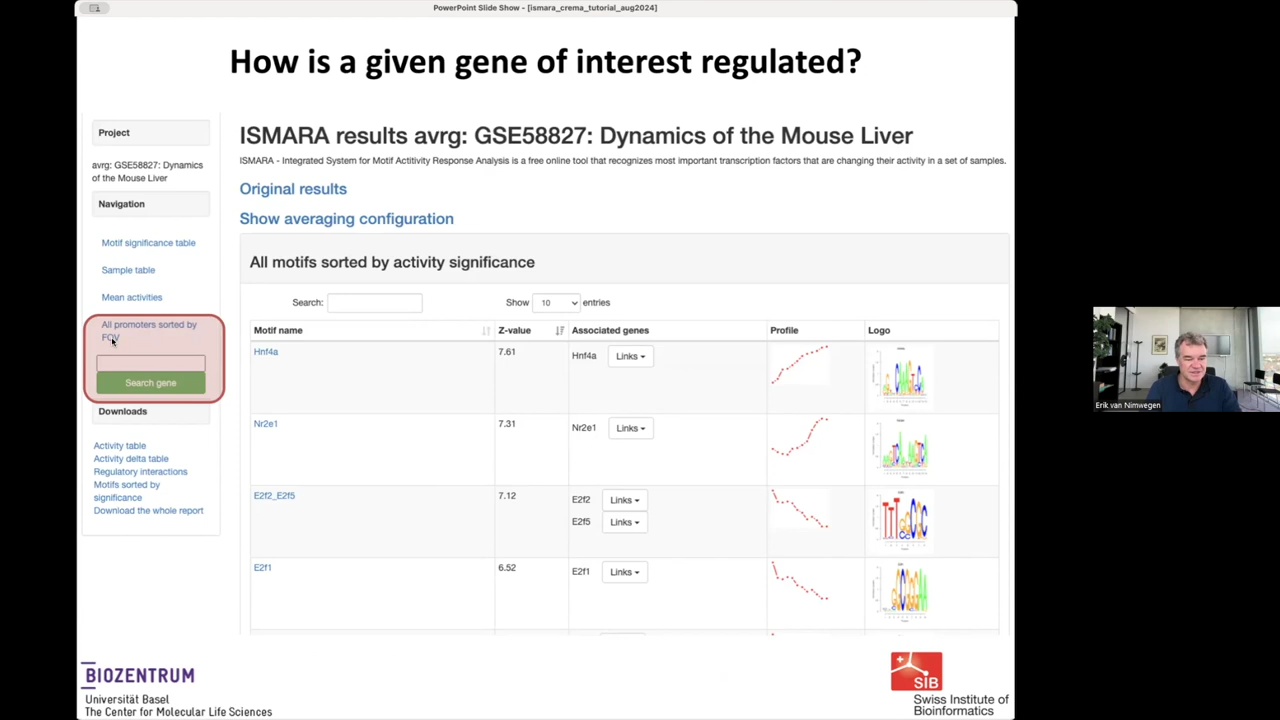 PowerPoint Slide Show - [ismara_crema_tutorial_aug2024]
How is a given gene of interest regulated?
Project
avrg: GSE58827: Dynamics
of the Mouse Liver
Navigation
Motif significance table
Sample table
Mean activities
All promoters sorted by
FOV
Search gene
Downloads
Activity table
Activity delta table
Regulatory interactions
Motifs sorted by
significance
Download the whole report
ISMARA results avrg: GSE58827: Dynamics of the Mouse Liver
ISMARA - Integrated System for Motif Actitivity Response Analysis is a free online tool that recognizes most important transcription factors that are changing their activity in a set of samples.
Original results
Show averaging configuration
All motifs sorted by activity significance
Search: Show 10 entries
Motif name Z-value Associated genes Profile Logo
Hnf4a 7.61 Hnf4a Links
Nr2e1 7.31 Nr2e1 Links
E2f2_E2f5 7.12 E2f2 Links
E2f5 Links
E2f1 6.52 E2f1 Links
BIOZENTRUM
Universität Basel
The Center for Molecular Life Sciences
SIB
Swiss Institute of
Bioinformatics
Erik van Nimwegen